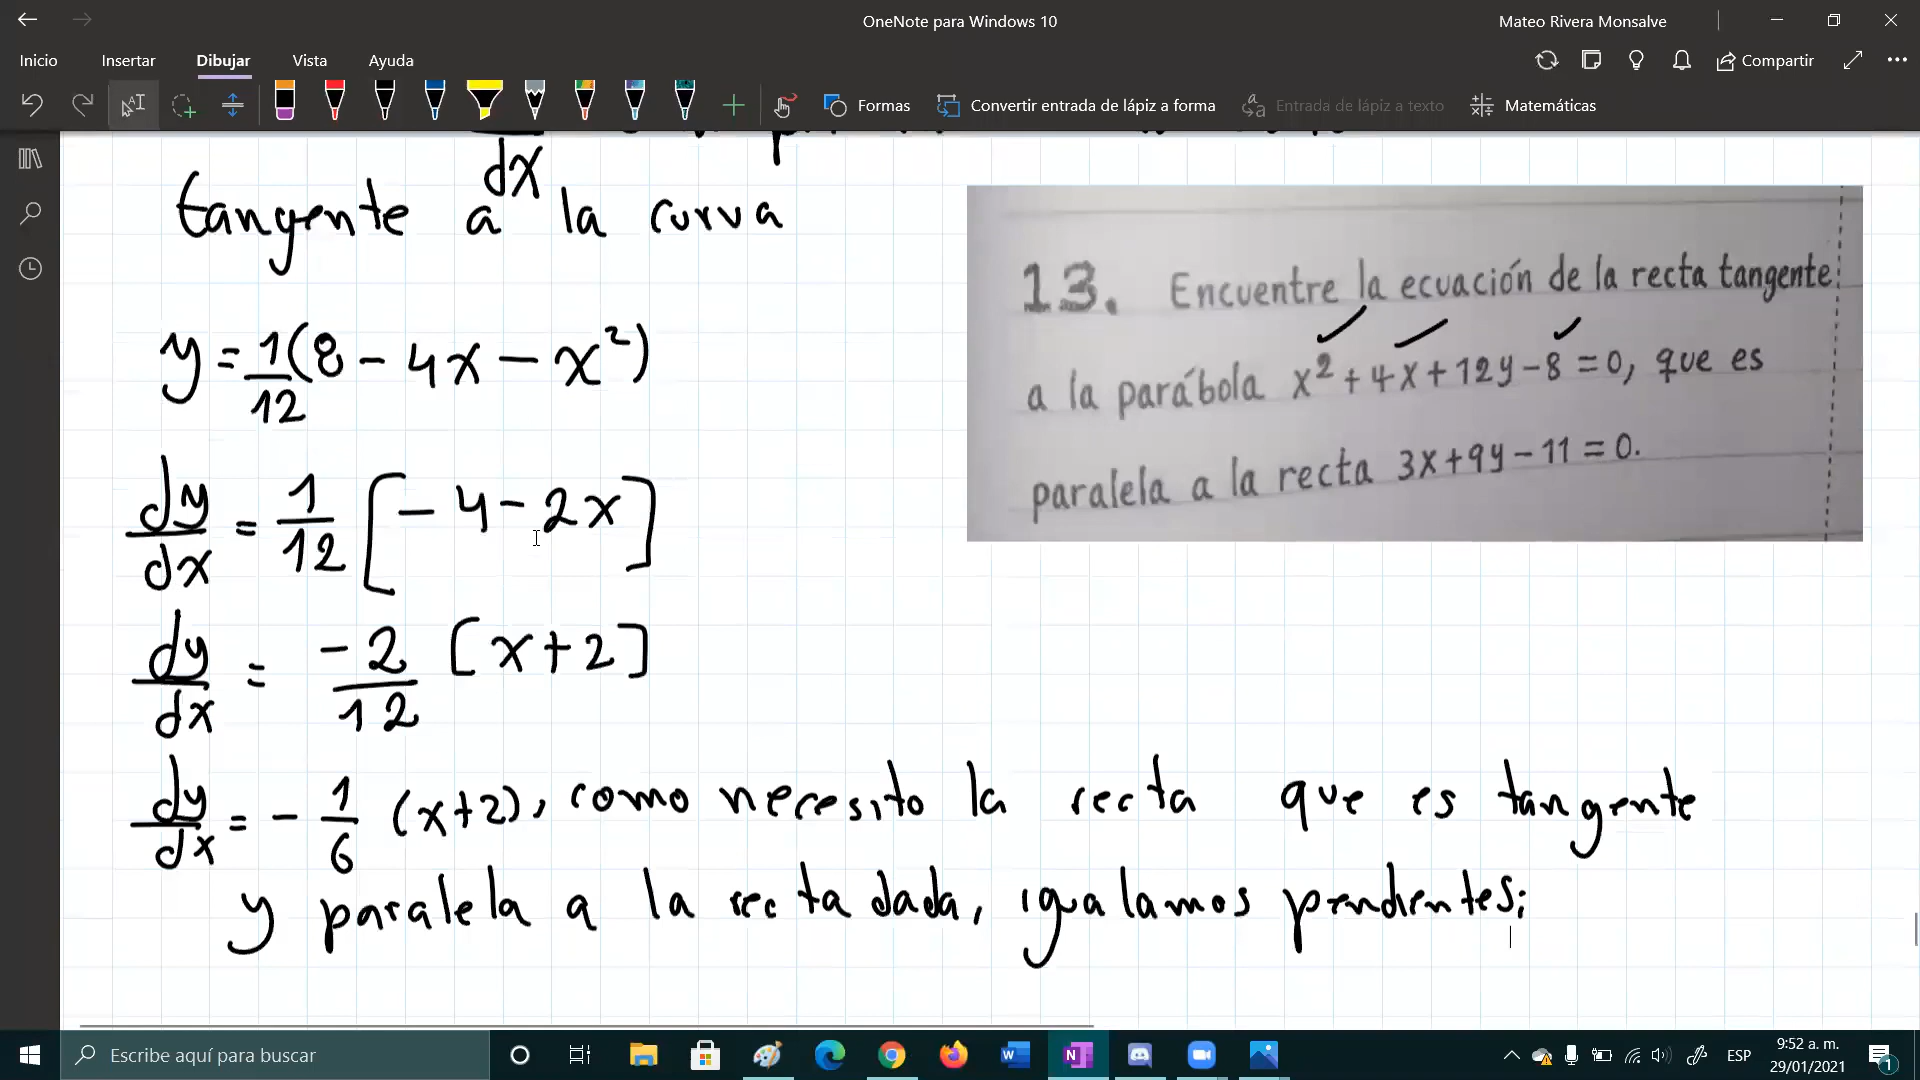 OneNote para Windows 10
Mateo Rivera Monsalve
Inicio Insertar Dibujar Vista Ayuda
Compartir
Formas Convertir entrada de lápiz a forma Entrada de lápiz a texto Matemáticas
dx
tangente a la curva
y = 1/12 (8 - 4x - x²)
dy/dx = 1/12 [-4 - 2x]
dy/dx = -2/12 [x+2]
dy/dx = - 1/6 (x+2), como necesito la recta que es tangente
y paralela a la recta dada, igualamos pendientes;
13. Encuentre la ecuación de la recta tangente
a la parábola x² + 4x + 12y - 8 = 0, que es
paralela a la recta 3x + 9y - 11 = 0.
Escribe aquí para buscar
ESP
9:52 a. m.
29/01/2021
1